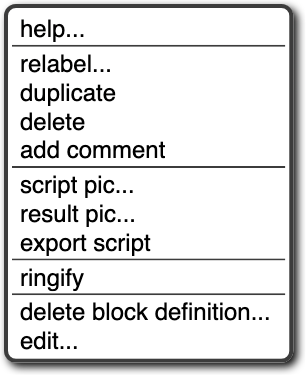 help...
relabel...
duplicate
delete
add comment
script pic...
result pic...
export script
ringify
delete block definition...
edit...